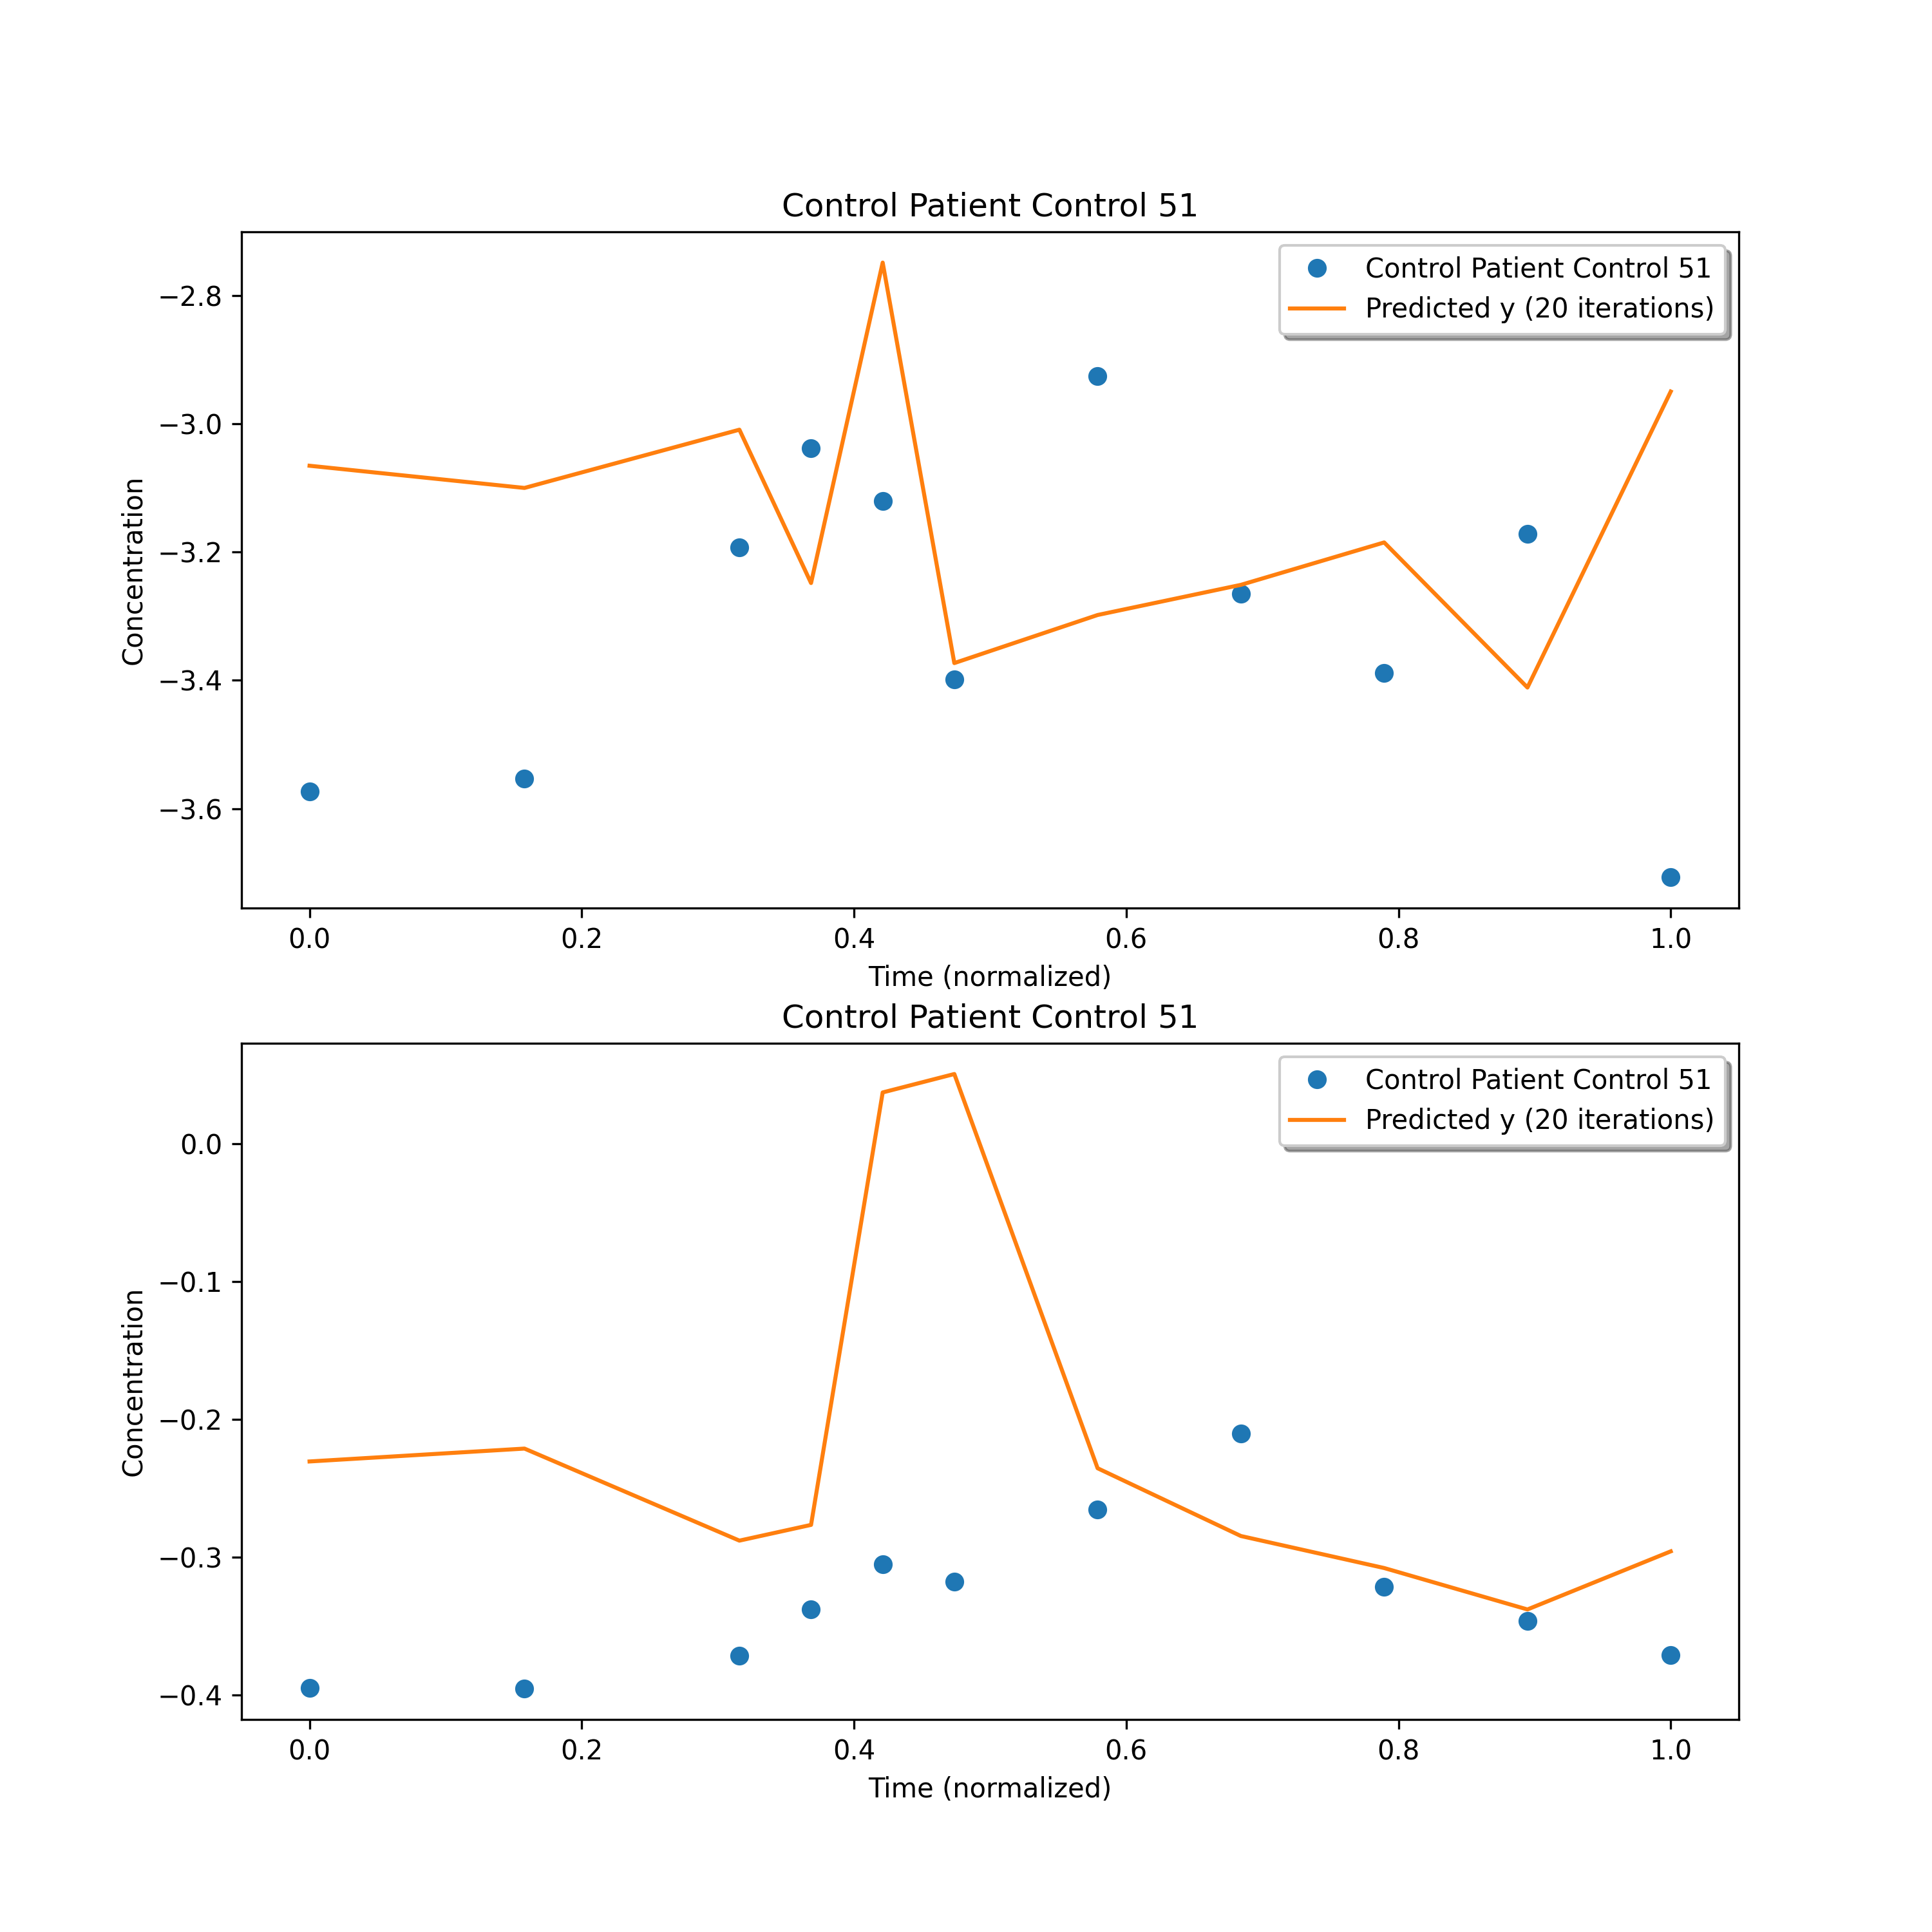 Control Patient Control 51
Control Patient Control 51
Predicted y (20 iterations)
−2.8
−3.0
−3.2
−3.4
−3.6
Concentration
0.0 0.2 0.4 0.6 0.8 1.0
Time (normalized)
Control Patient Control 51
Control Patient Control 51
Predicted y (20 iterations)
0.0
−0.1
−0.2
−0.3
−0.4
Concentration
0.0 0.2 0.4 0.6 0.8 1.0
Time (normalized)